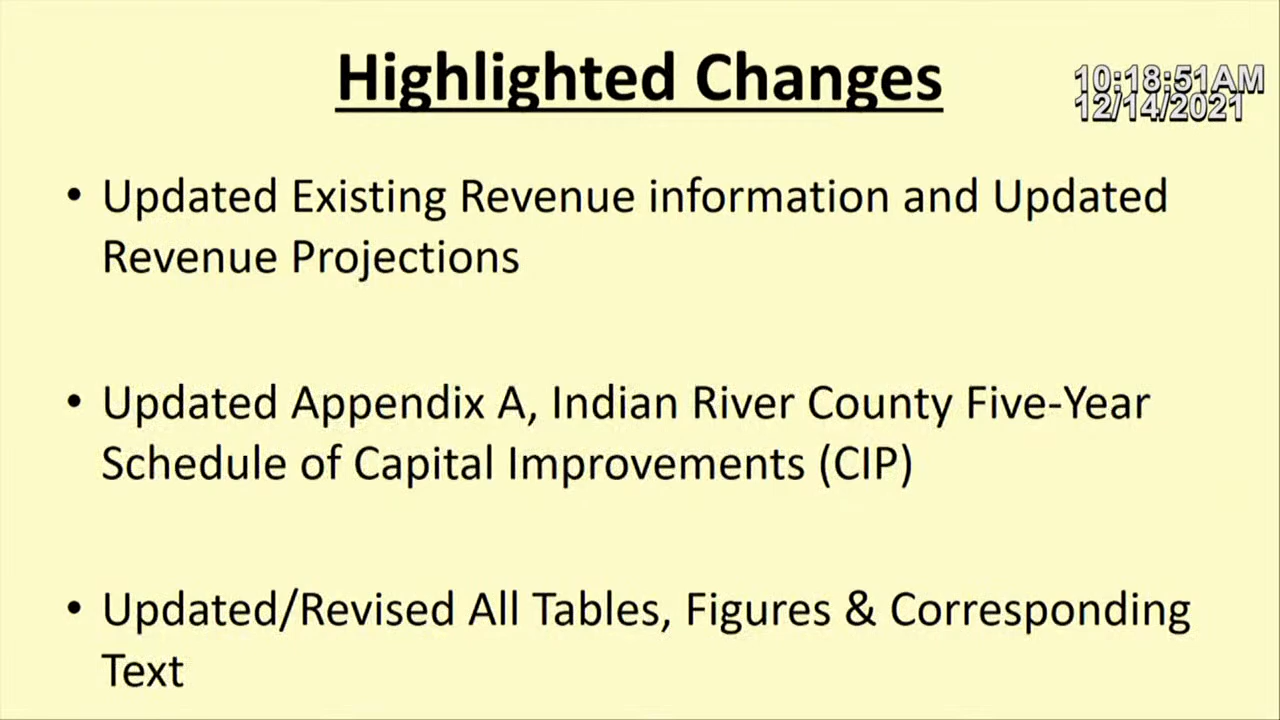 Highlighted Changes
10:18:51AM
12/14/2021
• Updated Existing Revenue information and Updated
Revenue Projections
• Updated Appendix A, Indian River County Five-Year
Schedule of Capital Improvements (CIP)
• Updated/Revised All Tables, Figures & Corresponding
Text